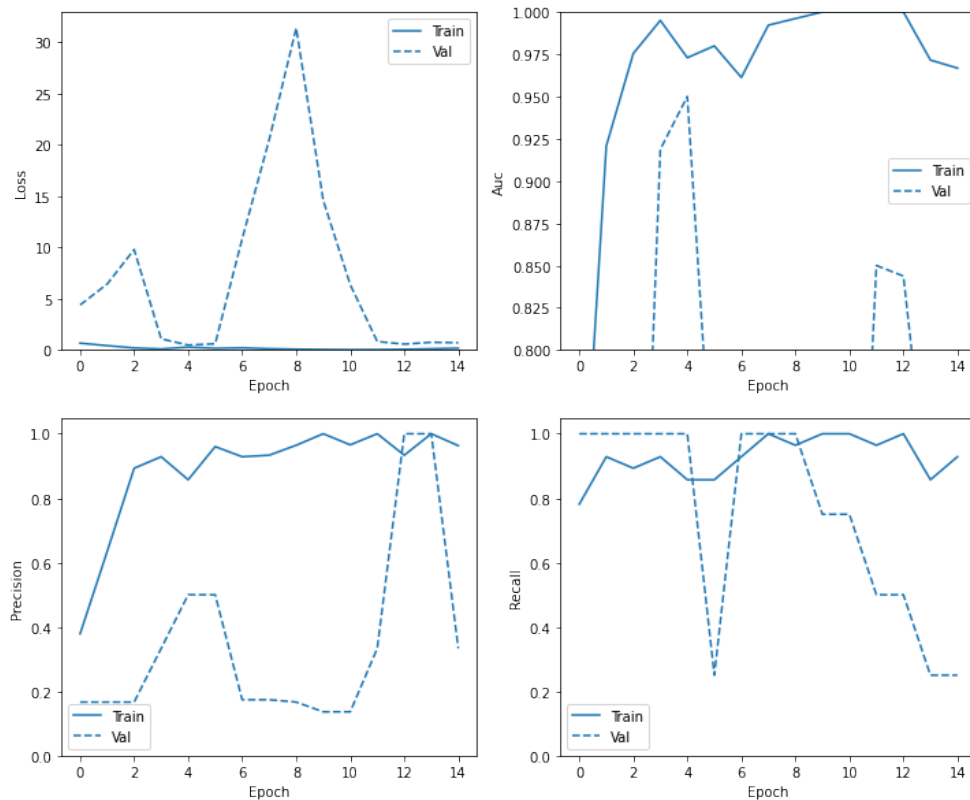 Loss
30
25
20
15
10
5
0
Train
Val
0 2 4 6 8 10 12 14
Epoch
Auc
1.000
0.975
0.950
0.925
0.900
0.875
0.850
0.825
0.800
Train
Val
0 2 4 6 8 10 12 14
Epoch
Precision
1.0
0.8
0.6
0.4
0.2
0.0
Train
Val
0 2 4 6 8 10 12 14
Epoch
Recall
1.0
0.8
0.6
0.4
0.2
0.0
Train
Val
0 2 4 6 8 10 12 14
Epoch